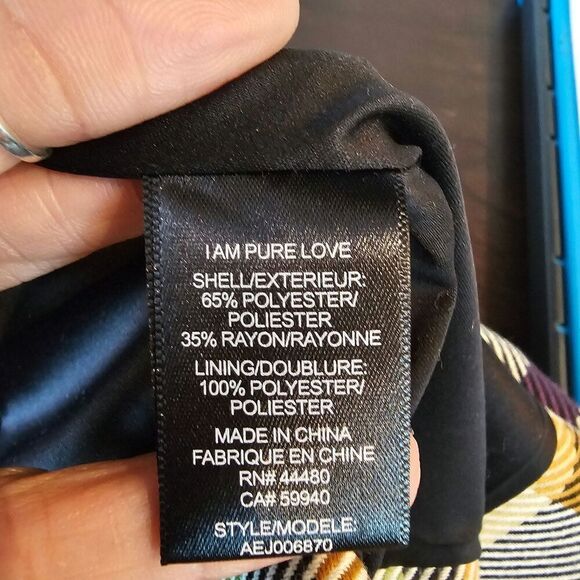 I AM PURE LOVE
SHELL/EXTERIEUR:
65% POLYESTER/
POLIESTER
35% RAYON/RAYONNE
LINING/DOUBLURE:
100% POLYESTER/
POLIESTER
MADE IN CHINA
FABRIQUE EN CHINE
RN# 44480
CA# 59940
STYLE/MODELE:
AEJ006870